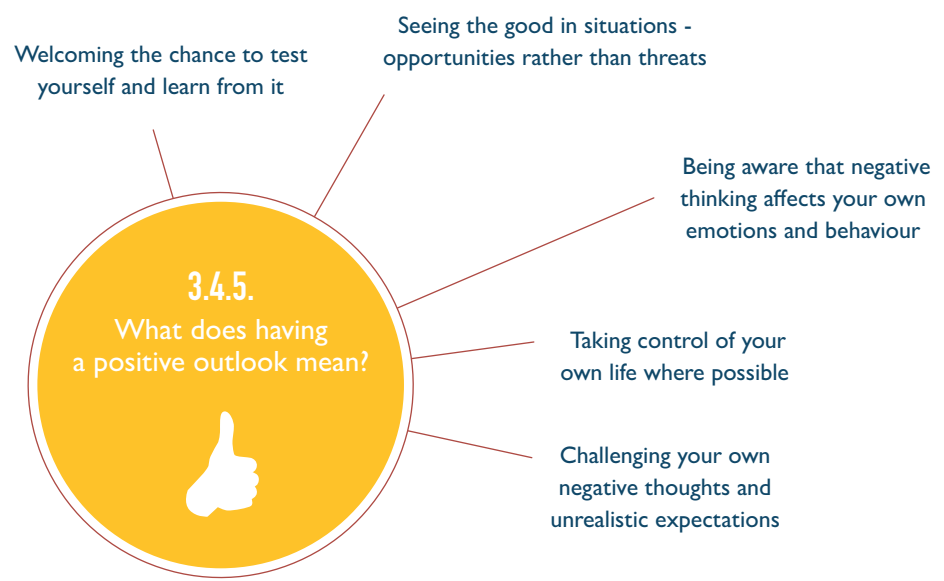 Welcoming the chance to test
yourself and learn from it
Seeing the good in situations -
opportunities rather than threats
Being aware that negative
thinking affects your own
emotions and behaviour
3.4.5.
What does having
a positive outlook mean?
Taking control of your
own life where possible
Challenging your own
negative thoughts and
unrealistic expectations